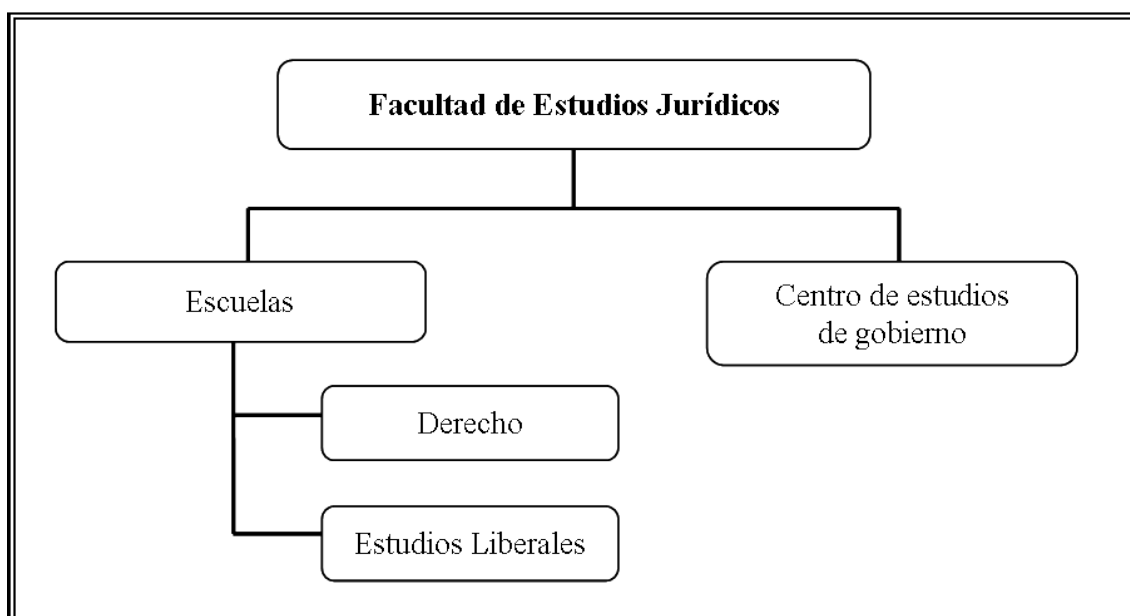 Facultad de Estudios Jurídicos
Escuelas
Centro de estudios
de gobierno
Derecho
Estudios Liberales